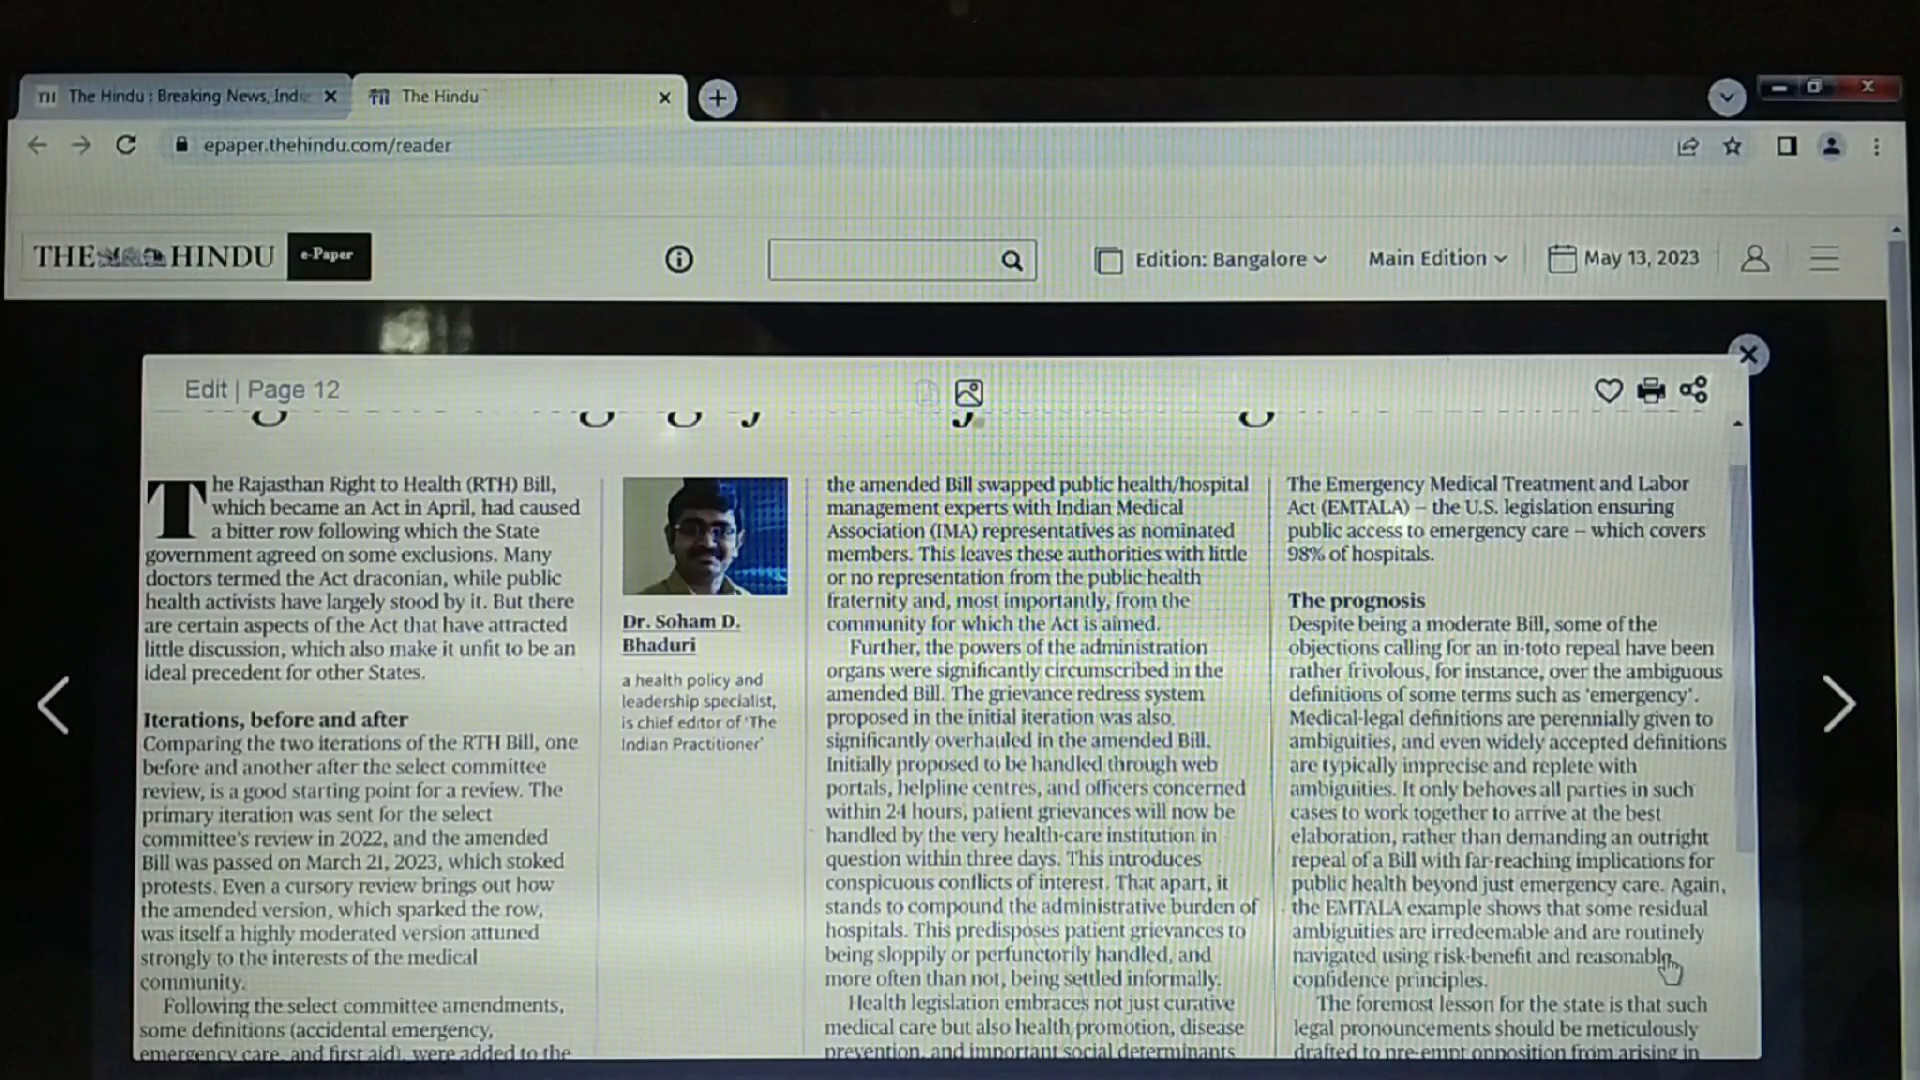 The Hindu : Breaking News, Indi
The Hindu
epaper.thehindu.com/reader
THE HINDU
e-Paper
Edition: Bangalore
Main Edition
May 13, 2023
Edit | Page 12
The Rajasthan Right to Health (RTH) Bill,
which became an Act in April, had caused
a bitter row following which the State
government agreed on some exclusions. Many
doctors termed the Act draconian, while public
health activists have largely stood by it. But there
are certain aspects of the Act that have attracted
little discussion, which also make it unfit to be an
ideal precedent for other States.
Iterations, before and after
Comparing the two iterations of the RTH Bill, one
before and another after the select committee
review, is a good starting point for a review. The
primary iteration was sent for the select
committee's review in 2022, and the amended
Bill was passed on March 21, 2023, which stoked
protests. Even a cursory review brings out how
the amended version, which sparked the row,
was itself a highly moderated version attuned
strongly to the interests of the medical
community.
Following the select committee amendments,
some definitions (accidental emergency,
emergency care, and first aid), were added to the
Dr. Soham D.
Bhaduri
a health policy and
leadership specialist,
is chief editor of 'The
Indian Practitioner'
the amended Bill swapped public health/hospital
management experts with Indian Medical
Association (IMA) representatives as nominated
members. This leaves these authorities with little
or no representation from the public health
fraternity and, most importantly, from the
community for which the Act is aimed.
Further, the powers of the administration
organs were significantly circumscribed in the
amended Bill. The grievance redress system
proposed in the initial iteration was also
significantly overhauled in the amended Bill.
Initially proposed to be handled through web
portals, helpline centres, and officers concerned
within 24 hours, patient grievances will now be
handled by the very health-care institution in
question within three days. This introduces
conspicuous conflicts of interest. That apart, it
stands to compound the administrative burden of
hospitals. This predisposes patient grievances to
being sloppily or perfunctorily handled, and
more often than not, being settled informally.
Health legislation embraces not just curative
medical care but also health promotion, disease
prevention, and important social determinants
The Emergency Medical Treatment and Labor
Act (EMTALA) – the U.S. legislation ensuring
public access to emergency care – which covers
98% of hospitals.
The prognosis
Despite being a moderate Bill, some of the
objections calling for an in-toto repeal have been
rather frivolous, for instance, over the ambiguous
definitions of some terms such as 'emergency'.
Medical-legal definitions are perennially given to
ambiguities, and even widely accepted definitions
are typically imprecise and replete with
ambiguities. It only behoves all parties in such
cases to work together to arrive at the best
elaboration, rather than demanding an outright
repeal of a Bill with far-reaching implications for
public health beyond just emergency care. Again,
the EMTALA example shows that some residual
ambiguities are irredeemable and are routinely
navigated using risk-benefit and reasonable
confidence principles.
The foremost lesson for the state is that such
legal pronouncements should be meticulously
drafted to pre-empt opposition from arising in